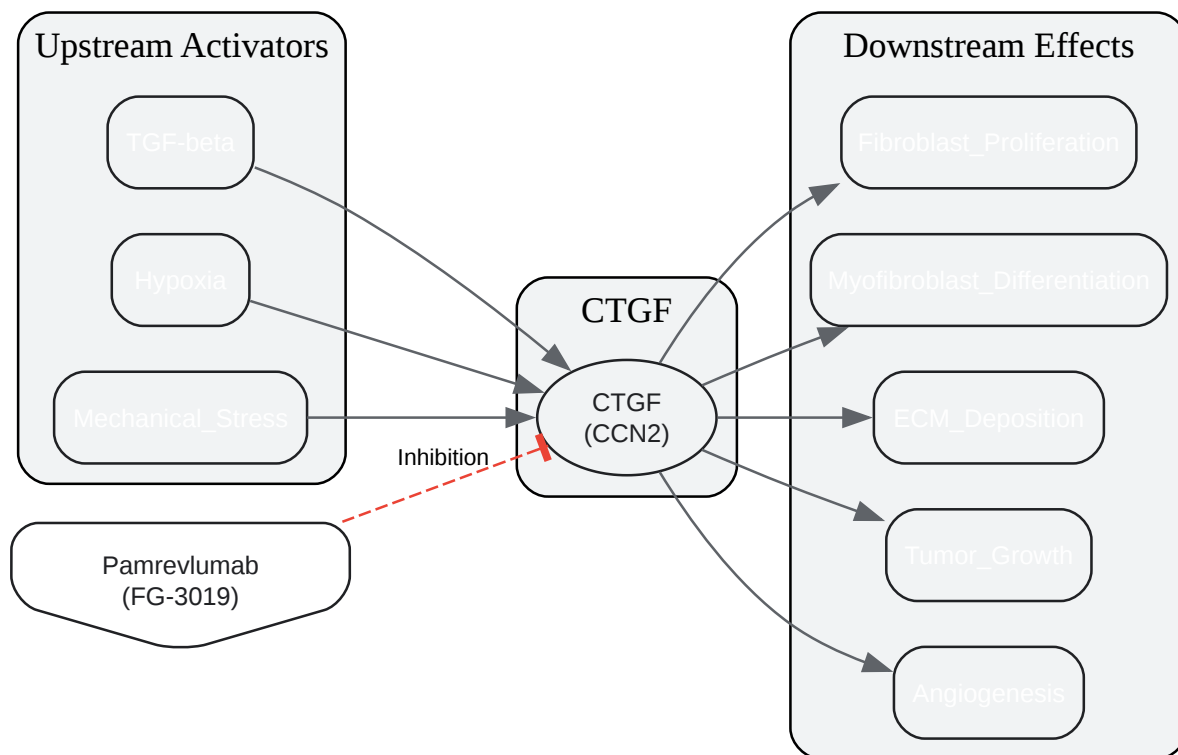 Upstream Activators
TGF-beta
Hypoxia
Mechanical_Stress
Pamrevlumab
(FG-3019)
Inhibition
CTGF
CTGF
(CCN2)
Downstream Effects
Fibroblast_Proliferation
Myofibroblast_Differentiation
ECM_Deposition
Tumor_Growth
Angiogenesis